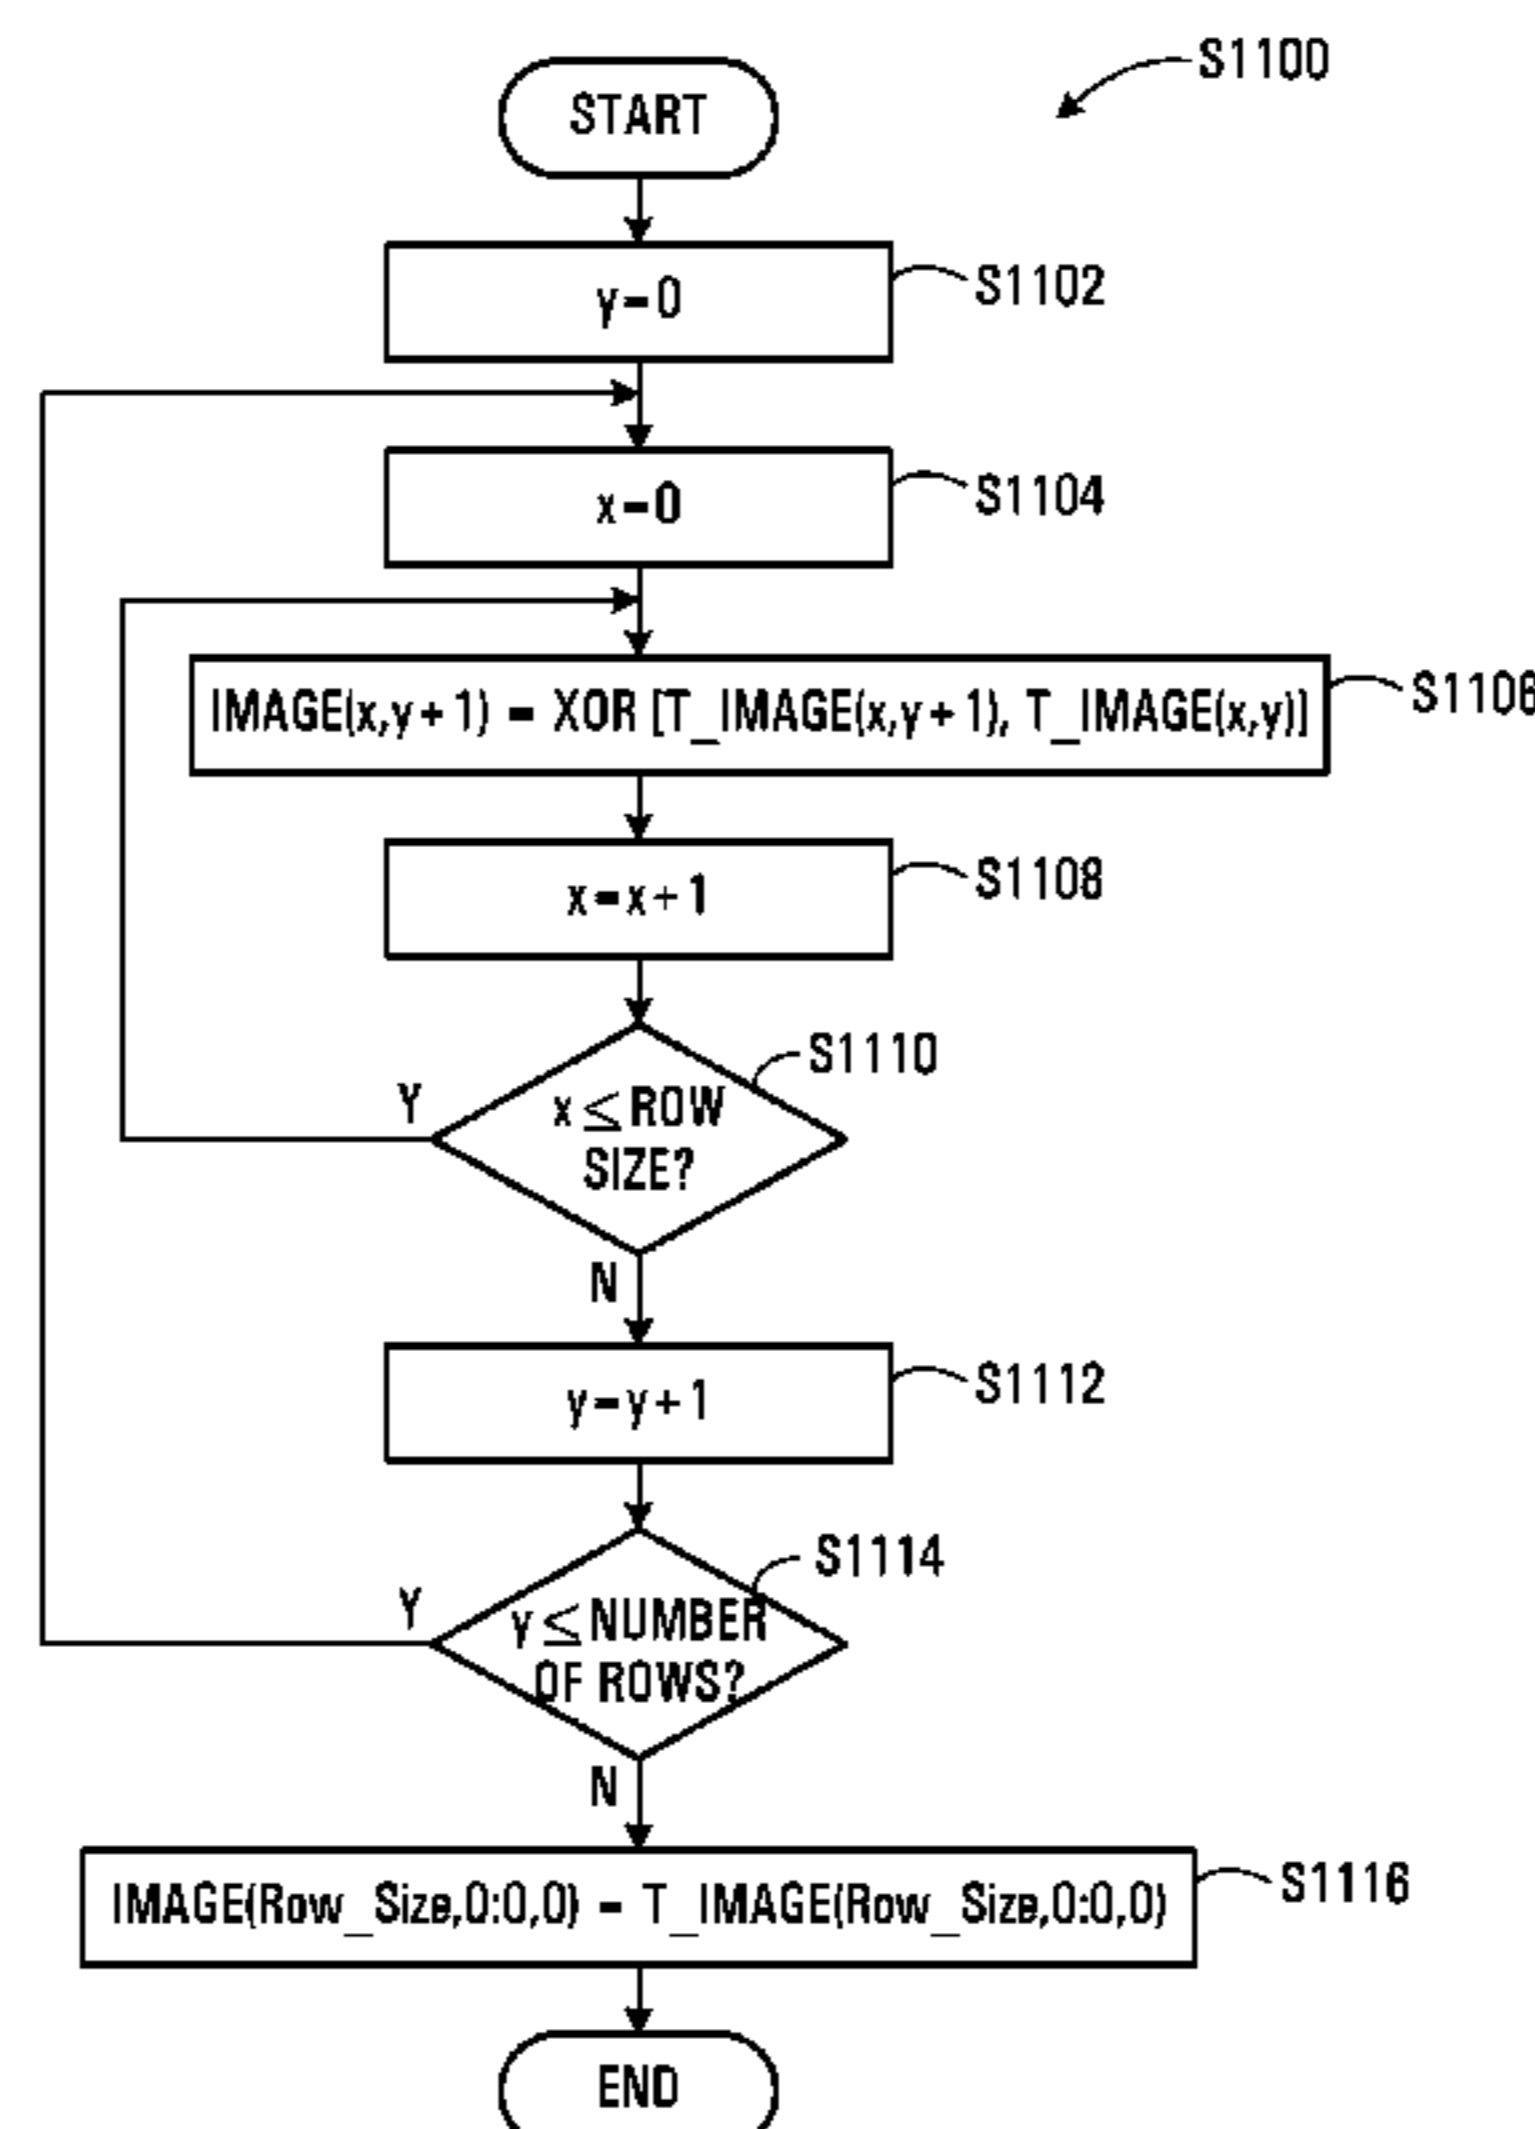 S1100
START
y=0
S1102
x=0
S1104
IMAGE(x,y+1) = XOR [T_IMAGE(x,y+1), T_IMAGE(x,y)]
S1106
x=x+1
S1108
S1110
Y
x≤ROW
SIZE?
N
y=y+1
S1112
S1114
Y
y≤NUMBER
OF ROWS?
N
IMAGE(Row_Size,0:0,0) = T_IMAGE(Row_Size,0:0,0)
S1116
END